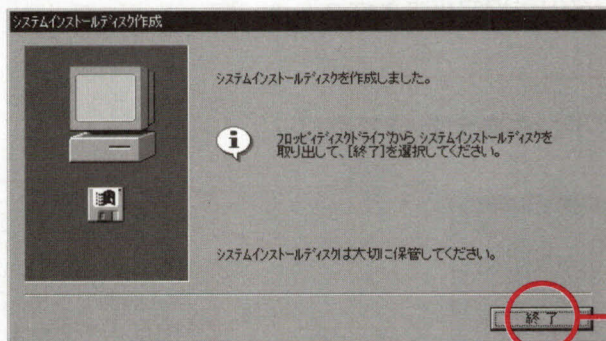 システムインストールディスク作成
システムインストールディスクを作成しました。
フロッピィディスクドライブから システムインストールディスクを
取り出して、[終了]を選択してください。
システムインストールディスクは大切に保管してください。
終了